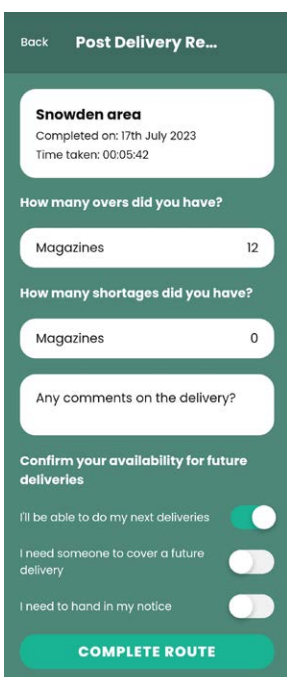 Back Post Delivery Re...
Snowden area
Completed on: 17th July 2023
Time taken: 00:05:42
How many overs did you have?
Magazines 12
How many shortages did you have?
Magazines 0
Any comments on the delivery?
Confirm your availability for future
deliveries
I'll be able to do my next deliveries
I need someone to cover a future
delivery
I need to hand in my notice
COMPLETE ROUTE